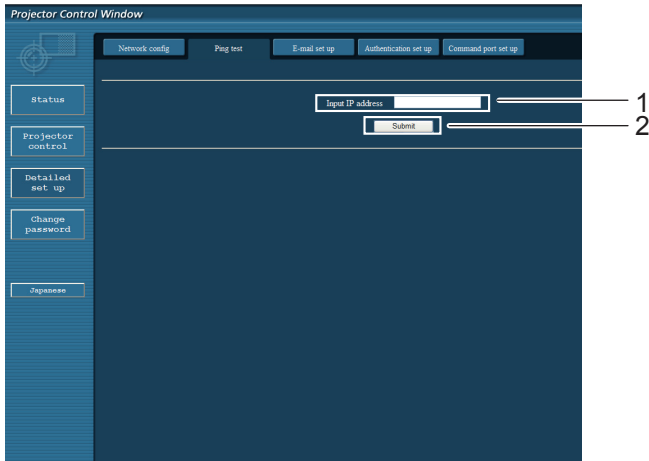 Projector Control Window
Network config Ping test E-mail set up Authentication set up Command port set up
Status
Projector
control
Detailed
set up
Change
password
Japanese
Input IP address 1
Submit 2